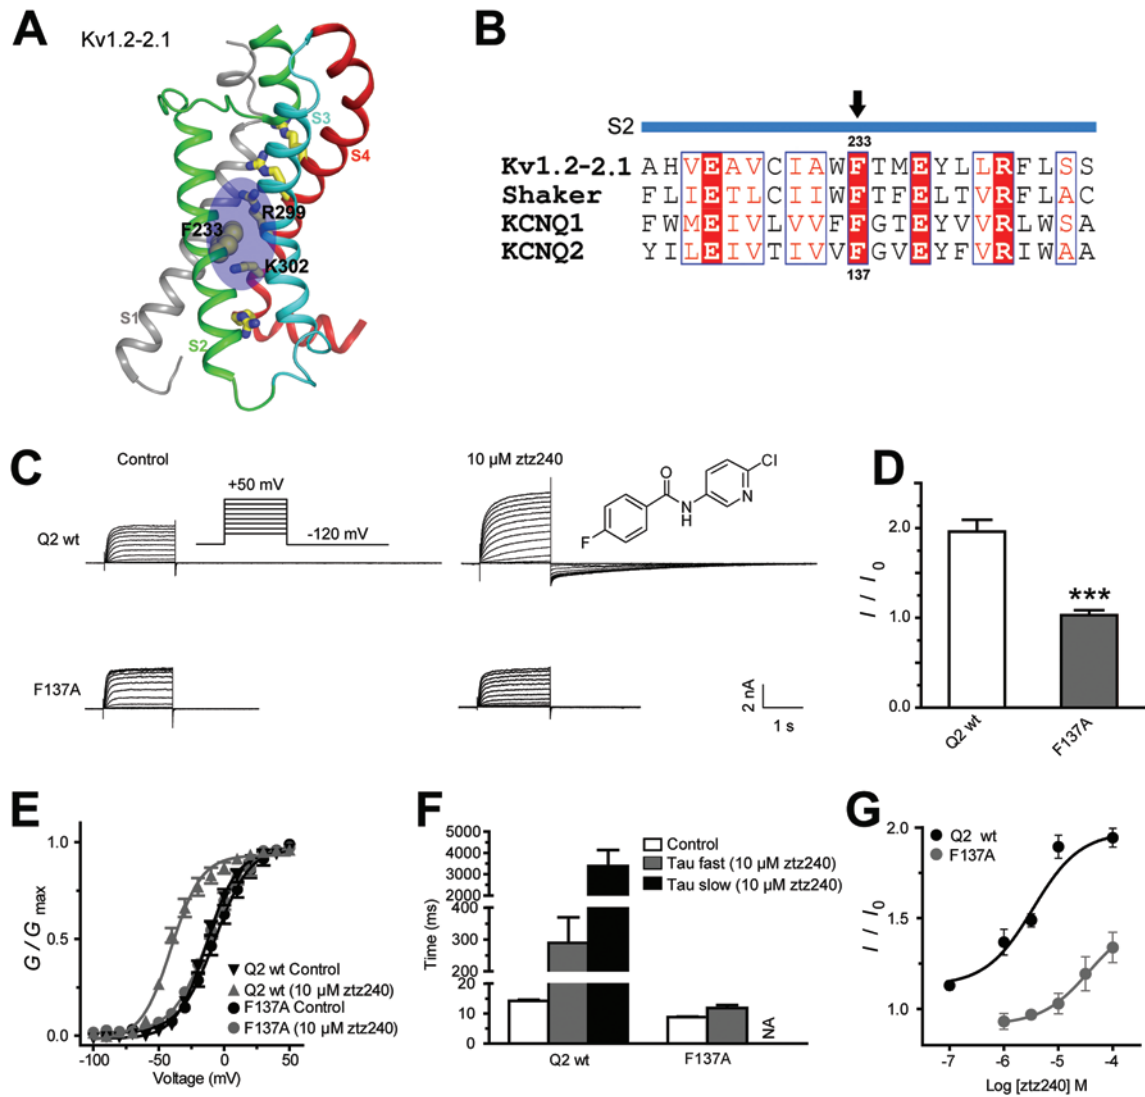 A
Kv1.2-2.1
S3
S4
R299
F233
K302
S1
S2
B
S2
233
Kv1.2-2.1 AHVEAVCIAWFTMEYLLRFLSS
Shaker FLIETLCIIWFTFELTVRFLAC
KCNQ1 FWMEIVLVVFFGTEYVVRLWSA
KCNQ2 YILEIVTIVVFGVEYFVRIWAA
137
C
Control
10 µM ztz240
+50 mV
-120 mV
Q2 wt
F137A
O
N
H
N
Cl
F
2 nA
1 s
D
I / I0
2.0
1.0
0.0
Q2 wt
F137A
***
E
G / G max
1.0
0.5
0.0
-100
-50
0
50
Voltage (mV)
Q2 wt Control
Q2 wt (10 µM ztz240)
F137A Control
F137A (10 µM ztz240)
F
Time (ms)
5000
4000
3000
2000
400
300
200
20
10
0
Control
Tau fast (10 µM ztz240)
Tau slow (10 µM ztz240)
NA
Q2 wt
F137A
G
I / I0
2.0
1.5
1.0
Q2 wt
F137A
-7
-6
-5
-4
Log [ztz240] M